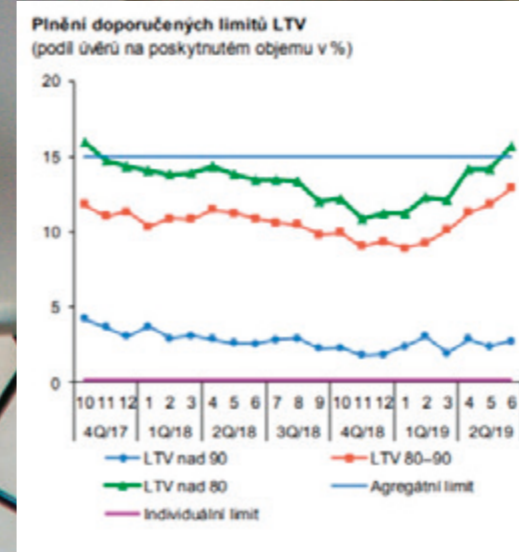 Plnění doporučených limitů LTV
(podíl úvěrů na poskytnutém objemu v %)
20
15
10
5
0
10 11 12 1 2 3 4 5 6 7 8 9 10 11 12 1 2 3 4 5 6
4Q/17 1Q/18 2Q/18 3Q/18 4Q/18 1Q/19 2Q/19
LTV nad 90 LTV 80–90
LTV nad 80 Agregátní limit
Individuální limit